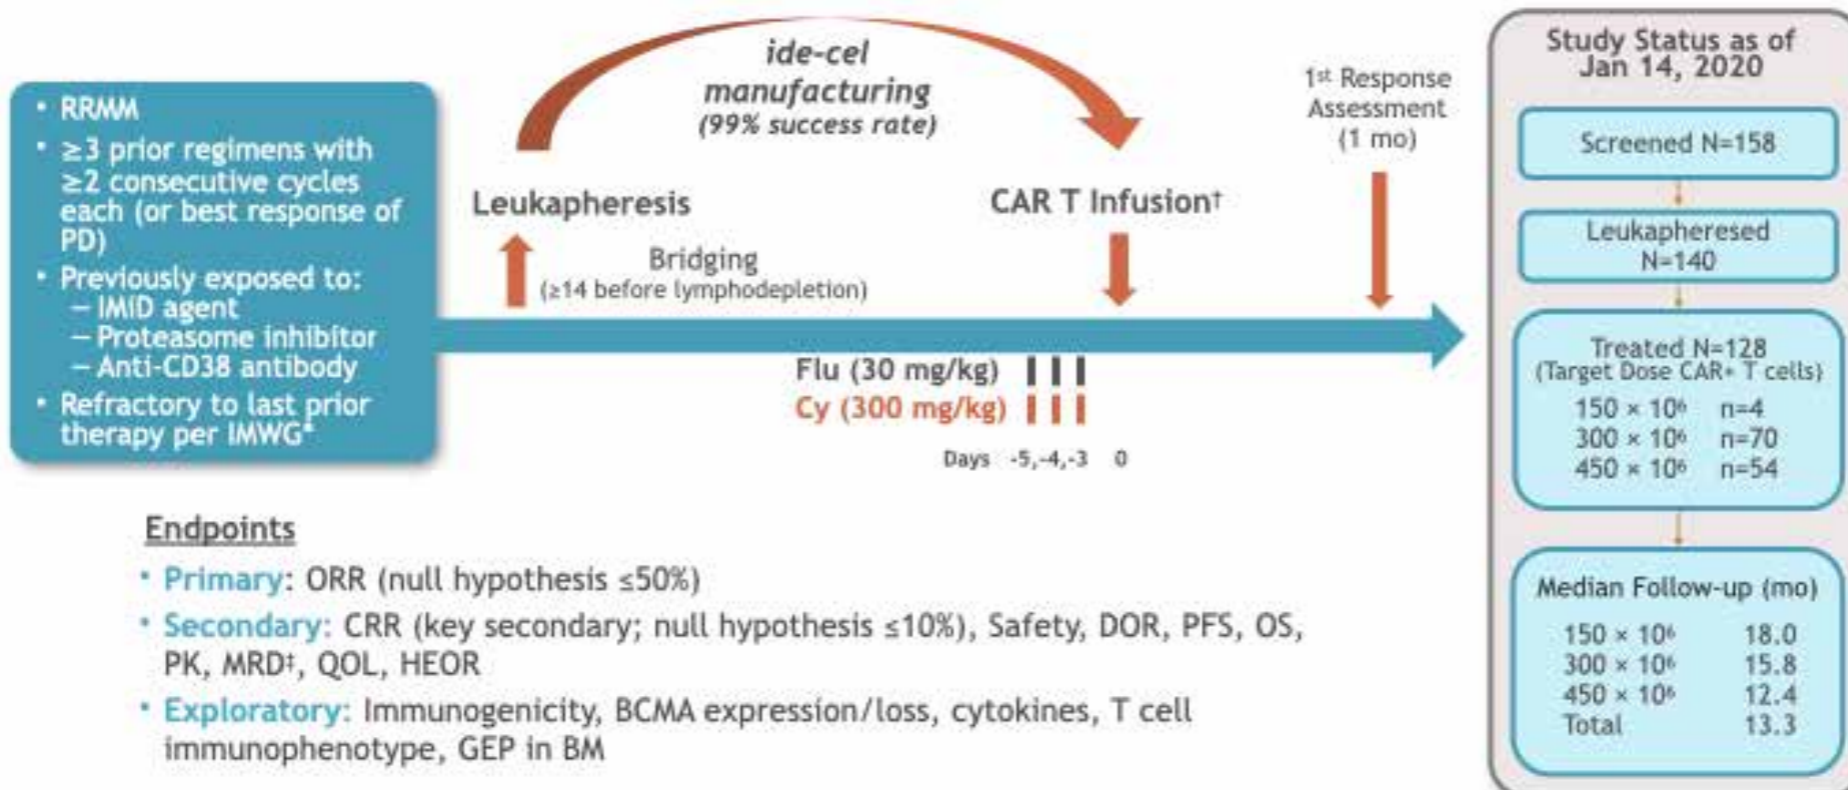 • RRMM
• ≥3 prior regimens with
≥2 consecutive cycles
each (or best response of
PD)
• Previously exposed to:
– IMID agent
– Proteasome inhibitor
– Anti-CD38 antibody
• Refractory to last prior
therapy per IMWG*
ide-cel
manufacturing
(99% success rate)
Leukapheresis
Bridging
(≥14 before lymphodepletion)
CAR T Infusion†
1st Response
Assessment
(1 mo)
Flu (30 mg/kg)
Cy (300 mg/kg)
Days -5,-4,-3 0
Study Status as of
Jan 14, 2020
Screened N=158
Leukapheresed
N=140
Treated N=128
(Target Dose CAR+ T cells)
150 × 10⁶ n=4
300 × 10⁶ n=70
450 × 10⁶ n=54
Median Follow-up (mo)
150 × 10⁶ 18.0
300 × 10⁶ 15.8
450 × 10⁶ 12.4
Total 13.3
Endpoints
• Primary: ORR (null hypothesis ≤50%)
• Secondary: CRR (key secondary; null hypothesis ≤10%), Safety, DOR, PFS, OS,
PK, MRD‡, QOL, HEOR
• Exploratory: Immunogenicity, BCMA expression/loss, cytokines, T cell
immunophenotype, GEP in BM